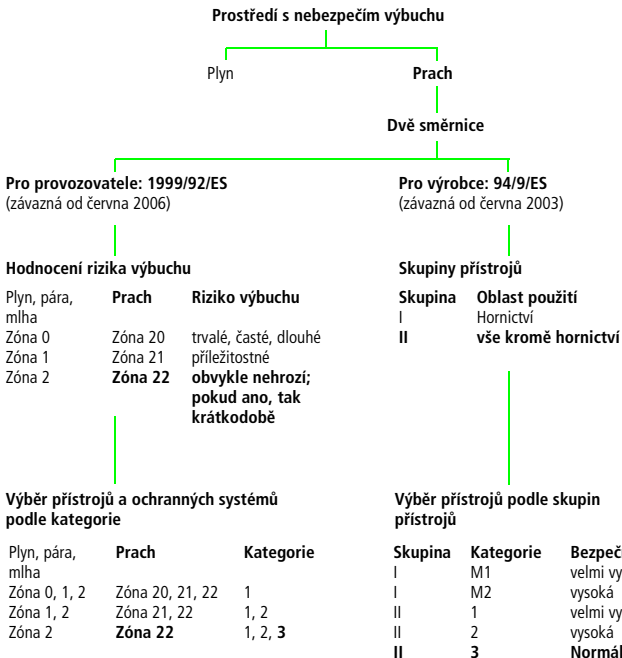 Prostředí s nebezpečím výbuchu
Plyn
Prach
Dvě směrnice
Pro provozovatele: 1999/92/ES
(závazná od června 2006)
Pro výrobce: 94/9/ES
(závazná od června 2003)
Hodnocení rizika výbuchu
Plyn, pára, mlha Prach Riziko výbuchu
Zóna 0 Zóna 20 trvalé, časté, dlouhé
Zóna 1 Zóna 21 příležitostné
Zóna 2 Zóna 22 obvykle nehrozí;
pokud ano, tak
krátkodobě
Skupiny přístrojů
Skupina Oblast použití
I Hornictví
II vše kromě hornictví
Výběr přístrojů a ochranných systémů
podle kategorie
Plyn, pára, mlha Prach Kategorie
Zóna 0, 1, 2 Zóna 20, 21, 22 1
Zóna 1, 2 Zóna 21, 22 1, 2
Zóna 2 Zóna 22 1, 2, 3
Výběr přístrojů podle skupin
přístrojů
Skupina Kategorie
I M1 velmi
I M2 vysoká
II 1 velmi
II 2 vysoká
II 3